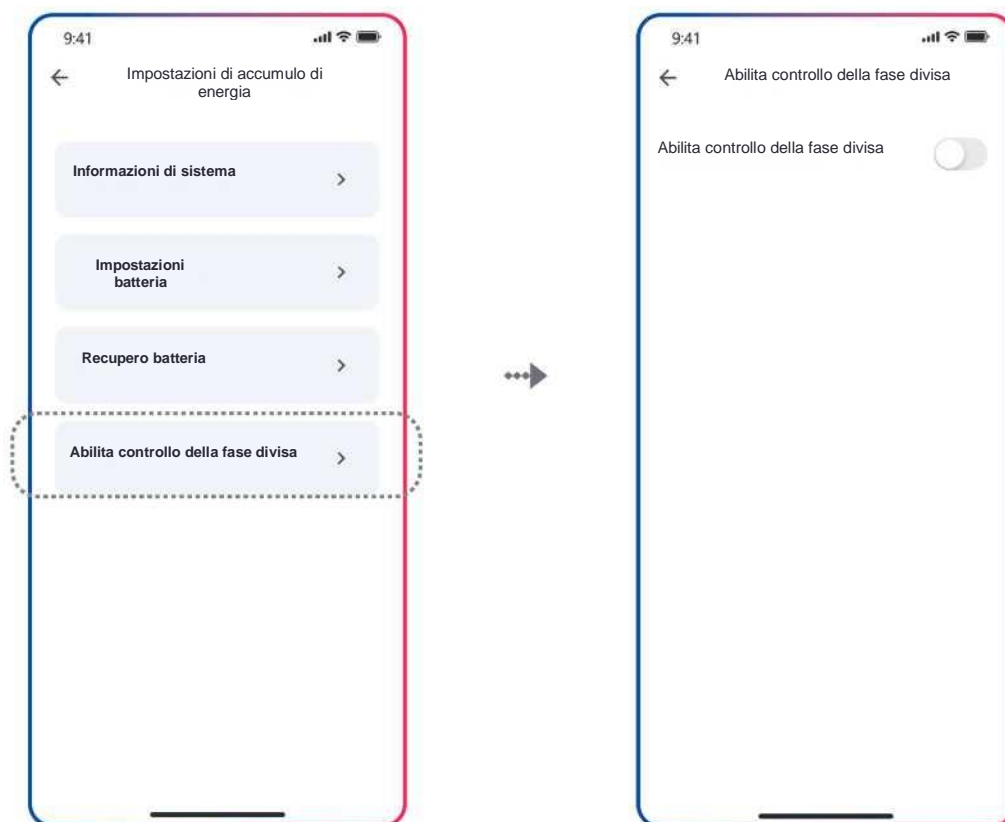 9:41
Impostazioni di accumulo di
energia
Informazioni di sistema
Impostazioni
batteria
Recupero batteria
Abilita controllo della fase divisa
9:41
Abilita controllo della fase divisa
Abilita controllo della fase divisa